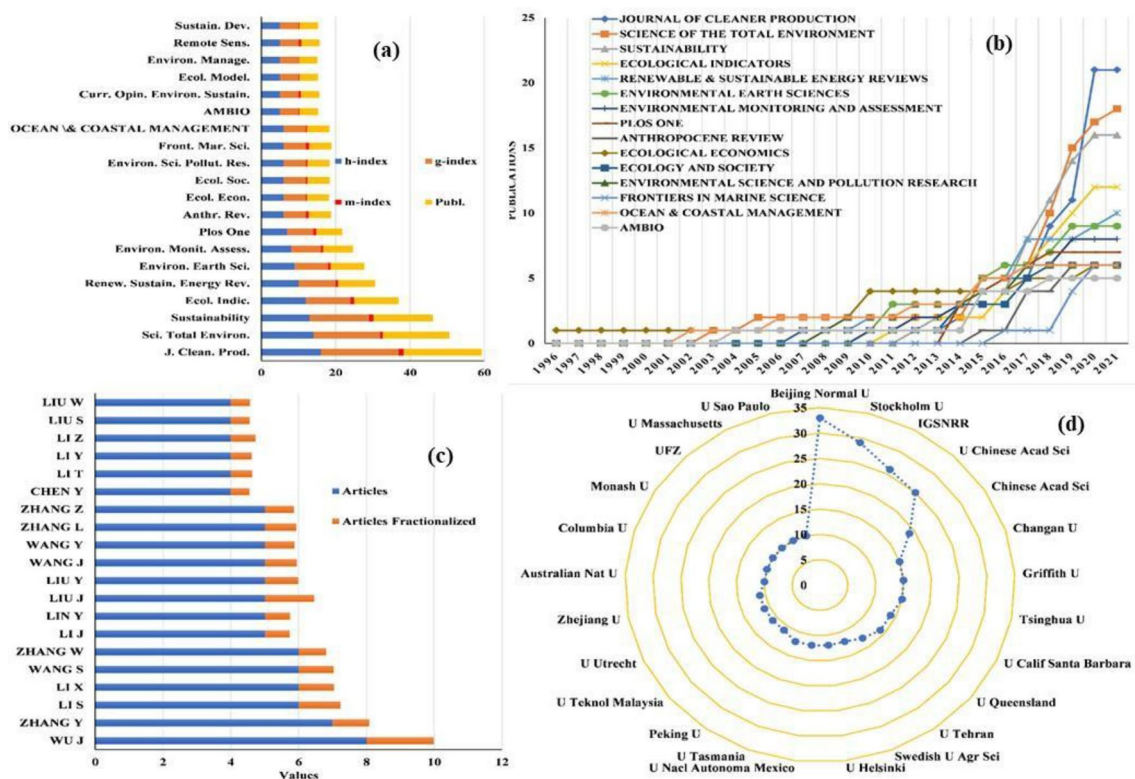 (a)
Sustain. Dev.
Remote Sens.
Environ. Manage.
Ecol. Model.
Curr. Opin. Environ. Sustain.
AMBIO
OCEAN \& COASTAL MANAGEMENT
Front. Mar. Sci.
Environ. Sci. Pollut. Res.
Ecol. Soc.
Ecol. Econ.
Anthr. Rev.
Plos One
Environ. Monit. Assess.
Environ. Earth Sci.
Renew. Sustain. Energy Rev.
Ecol. Indic.
Sustainability
Sci. Total Environ.
J. Clean. Prod.
h-index
g-index
m-index
Publ.
0 20 40 60
(b)
PUBLICATIONS
25
20
15
10
5
0
JOURNAL OF CLEANER PRODUCTION
SCIENCE OF THE TOTAL ENVIRONMENT
SUSTAINABILITY
ECOLOGICAL INDICATORS
RENEWABLE & SUSTAINABLE ENERGY REVIEWS
ENVIRONMENTAL EARTH SCIENCES
ENVIRONMENTAL MONITORING AND ASSESSMENT
PLOS ONE
ANTHROPOCENE REVIEW
ECOLOGICAL ECONOMICS
ECOLOGY AND SOCIETY
ENVIRONMENTAL SCIENCE AND POLLUTION RESEARCH
FRONTIERS IN MARINE SCIENCE
OCEAN & COASTAL MANAGEMENT
AMBIO
1996 1997 1998 1999 2000 2001 2002 2003 2004 2005 2006 2007 2008 2009 2010 2011 2012 2013 2014 2015 2016 2017 2018 2019 2020 2021
(c)
LIU W
LIU S
LI Z
LI Y
LI T
CHEN Y
ZHANG Z
ZHANG L
WANG Y
WANG J
LIU Y
LIU J
LIN Y
LI J
ZHANG W
WANG S
LI X
LI S
ZHANG Y
WU J
Articles
Articles Fractionalized
0 2 4 6 8 10 12
Values
(d)
Beijing Normal U
Stockholm U
IGSNRR
U Chinese Acad Sci
Chinese Acad Sci
Changan U
Griffith U
Tsinghua U
U Calif Santa Barbara
U Queensland
U Tehran
Swedish U Agr Sci
U Helsinki
U Nacl Autonoma Mexico
U Tasmania
Peking U
U Teknol Malaysia
U Utrecht
Zhejiang U
Australian Nat U
Columbia U
Monash U
UFZ
U Massachusetts
U Sao Paulo
35
30
25
20
15
10
5
0